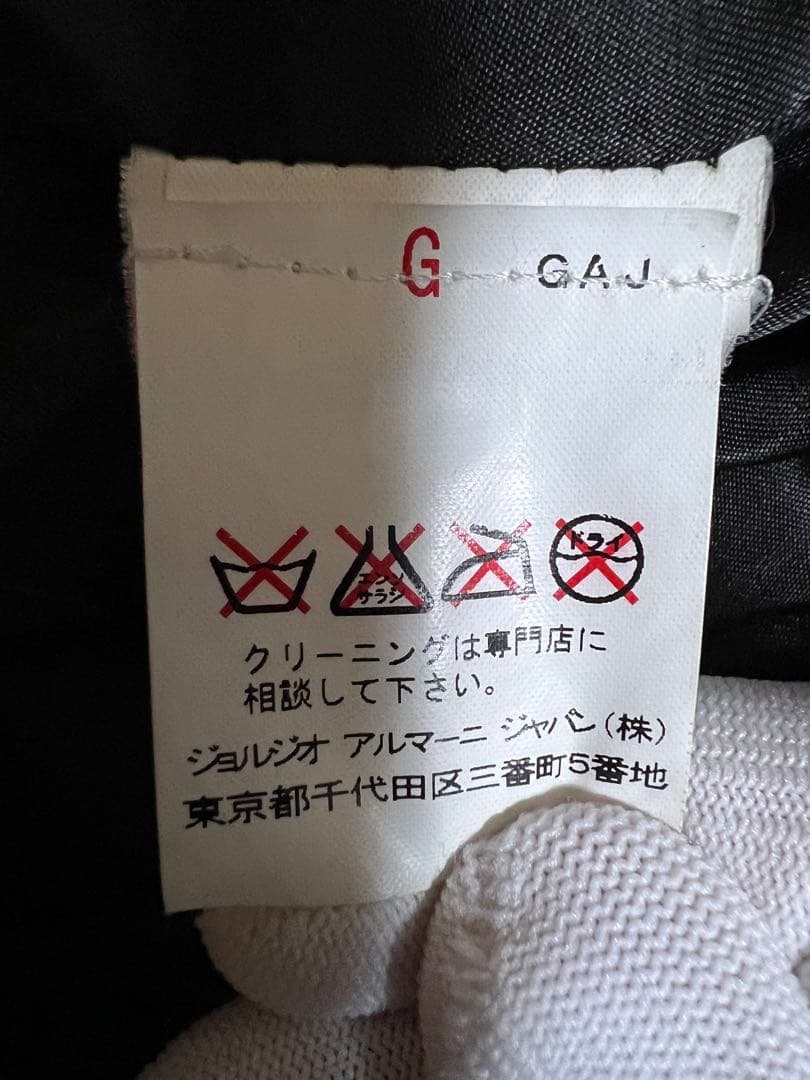 G GAJ
エンソ
サラシ
ドライ
クリーニングは専門店に
相談して下さい。
ジョルジオ アルマーニ ジャパン(株)
東京都千代田区三番町5番地